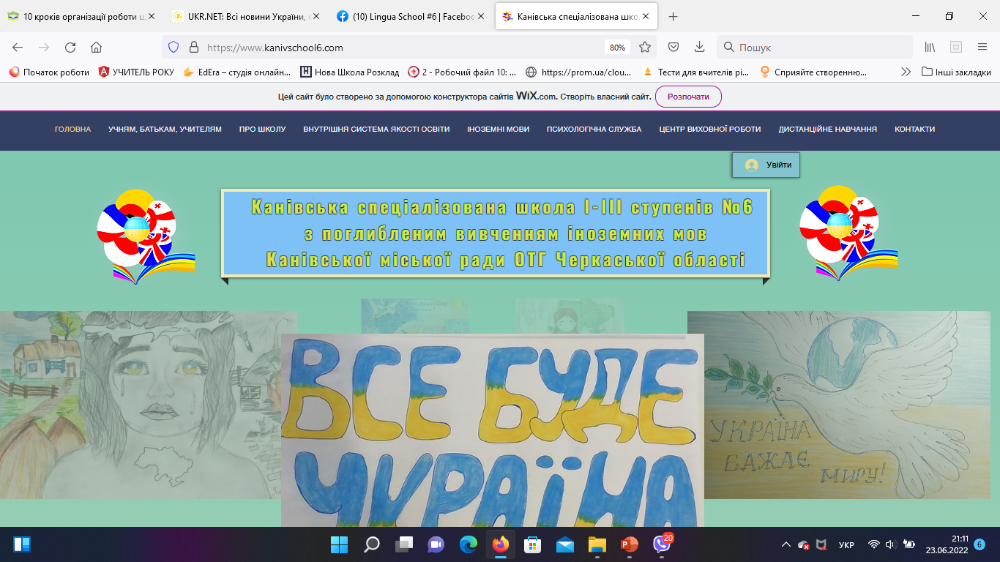 10 кроків організації роботи ш
UKR.NET: Всі новини України, о
(10) Lingua School #6 | Faceboo
Канівська спеціалізована шко
https://www.kanivschool6.com
80%
Пошук
Початок роботи
УЧИТЕЛЬ РОКУ
EdEra – студія онлайн...
Нова Школа Розклад
2 - Робочий файл 10: ...
https://prom.ua/clou...
Тести для вчителів рі...
Сприйте створенню...
Інші закладки
Цей сайт було створено за допомогою конструктора сайтів WiX.com. Створіть власний сайт.
Розпочати
ГОЛОВНА
УЧНЯМ, БАТЬКАМ, УЧИТЕЛЯМ
ПРО ШКОЛУ
ВНУТРІШНЯ СИСТЕМА ЯКОСТІ ОСВІТИ
ІНОЗЕМНІ МОВИ
ПСИХОЛОГІЧНА СЛУЖБА
ЦЕНТР ВИХОВНОЇ РОБОТИ
ДИСТАНЦІЙНЕ НАВЧАННЯ
КОНТАКТИ
Увійти
Канівська спеціалізована школа І-ІІІ ступенів №6
з поглибленим вивченням іноземних мов
Канівської міської ради ОТГ Черкаської області
ВСЕ БУДЕ
УКРАЇНА
УКРАЇНА
БАЖАЄ
МИРУ!
20
УКР
21:11
23.06.2022
6